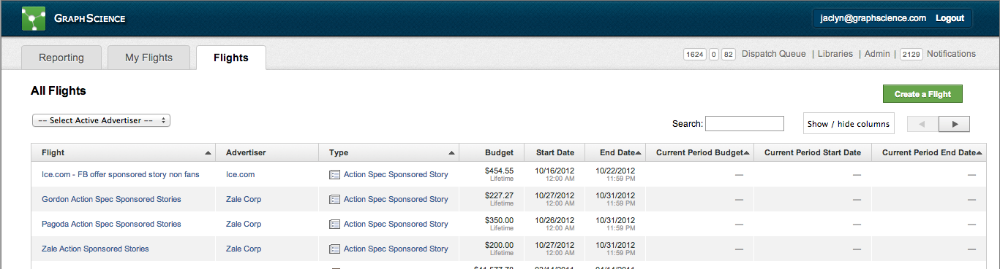 GRAPHSCIENCE
jaclyn@graphscience.com Logout
Reporting My Flights Flights 1624 0 82 Dispatch Queue | Libraries | Admin | 2129 Notifications
All Flights
Create a Flight
-- Select Active Advertiser --
Search: Show / hide columns
Flight Advertiser Type Budget Start Date End Date Current Period Budget Current Period Start Date Current Period End Date
Ice.com - FB offer sponsored story non fans Ice.com Action Spec Sponsored Story $454.55 10/16/2012 10/22/2012 — — —
Lifetime 12:00 AM 11:59 PM
Gordon Action Spec Sponsored Stories Zale Corp Action Spec Sponsored Story $227.27 10/27/2012 10/31/2012 — — —
Lifetime 12:00 AM 11:59 PM
Pagoda Action Spec Sponsored Stories Zale Corp Action Spec Sponsored Story $350.00 10/26/2012 10/31/2012 — — —
Lifetime 12:00 AM 11:59 PM
Zale Action Sponsored Stories Zale Corp Action Spec Sponsored Story $200.00 10/27/2012 10/31/2012 — — —
Lifetime 12:00 AM 11:59 PM